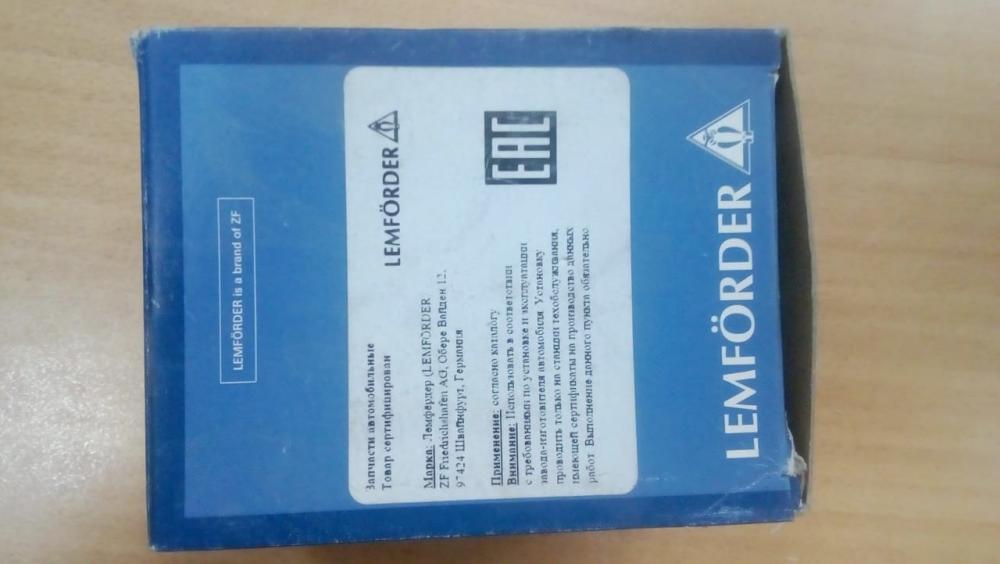 LEMFÖRDER is a brand of ZF
LEMFÖRDER
EAC
Запчасти автомобильные
Товар сертифицирован
Марка: Лемфёрдер (LEMFÖRDER
ZF Friedrichshafen AG, Обере Вайден 12,
97424 Швайнфурт, Германия
Применение: согласно каталогу
Внимание: Использовать в соответствии
с требованиями по установке и эксплуатации
завода-изготовителя автомобиля. Установку
проводить только на станции техобслуживания,
имеющей сертификаты на производство данных
работ. Выполнение данного пункта обязательно
LEMFÖRDER